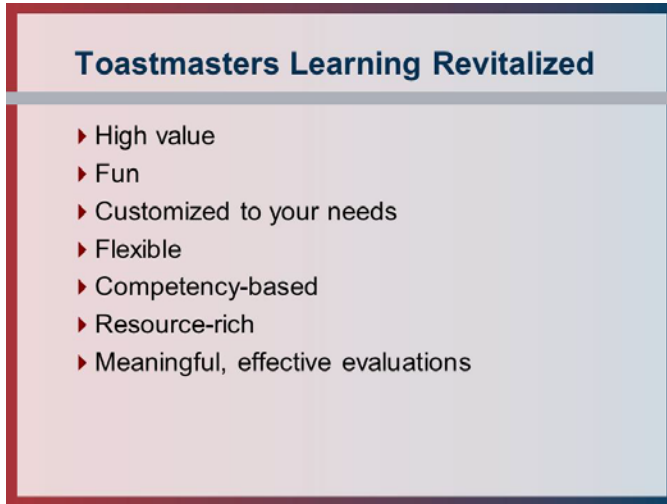 Toastmasters Learning Revitalized
High value
Fun
Customized to your needs
Flexible
Competency-based
Resource-rich
Meaningful, effective evaluations